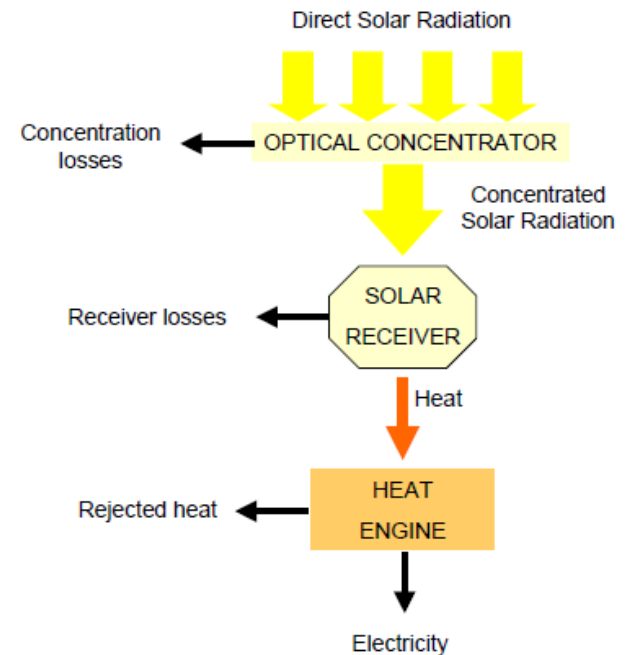 Direct Solar Radiation
Concentration
losses
OPTICAL CONCENTRATOR
Concentrated
Solar Radiation
Receiver losses
SOLAR
RECEIVER
Heat
Rejected heat
HEAT
ENGINE
Electricity